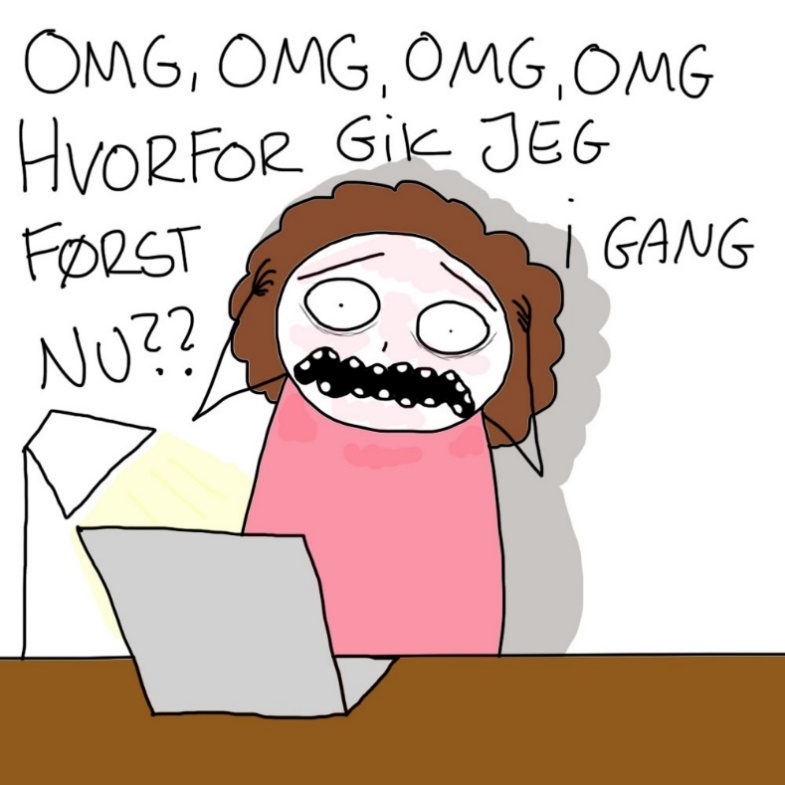 OMG, OMG, OMG, OMG
HVORFOR GiK JEG
FØRST i GANG
NU??